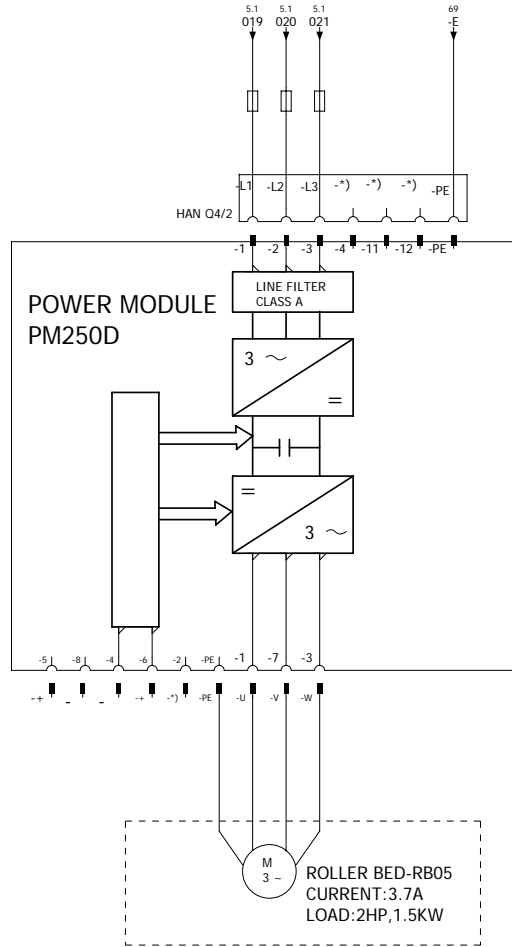 5.1 5.1 5.1 69
019 020 021 -E
-L1 -L2 -L3 -*) -*) -*) -PE
HAN Q4/2
-1 -2 -3 -4 -11 -12 -PE
LINE FILTER
CLASS A
POWER MODULE
PM250D
3 ~
=
=
3 ~
-5 -8 -4 -6 -2 -PE -1 -7 -3
-+ - - -+ -*) -PE -U -V -W
M
3 ~
ROLLER BED-RB05
CURRENT:3.7A
LOAD:2HP,1.5KW